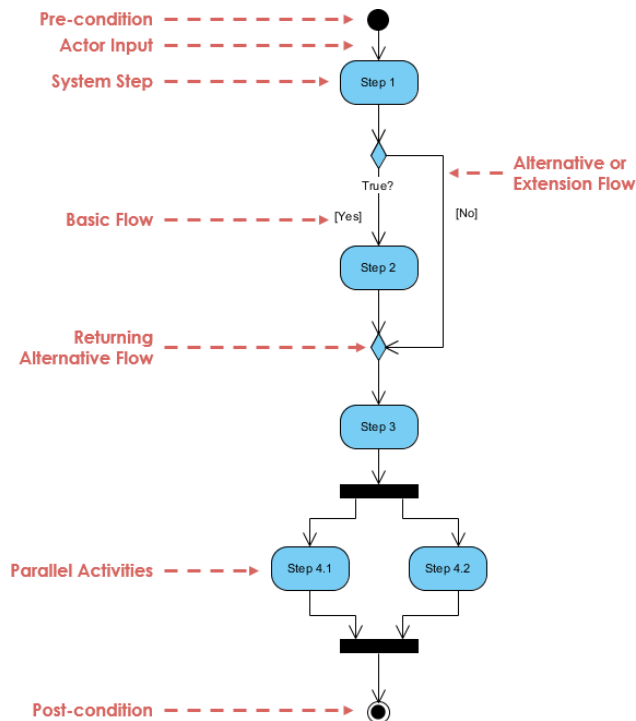 Pre-condition
Actor Input
System Step
Step 1
Alternative or
Extension Flow
True?
Basic Flow
[Yes]
[No]
Step 2
Returning
Alternative Flow
Step 3
Parallel Activities
Step 4.1
Step 4.2
Post-condition